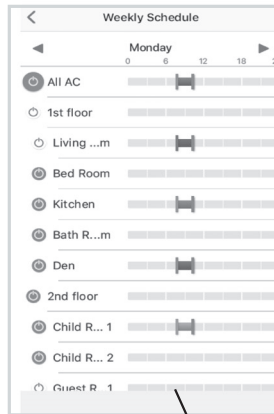 Weekly Schedule
Monday
0 6 12 18 2
All AC
1st floor
Living ...m
Bed Room
Kitchen
Bath R...m
Den
2nd floor
Child R... 1
Child R... 2
Guest R...1